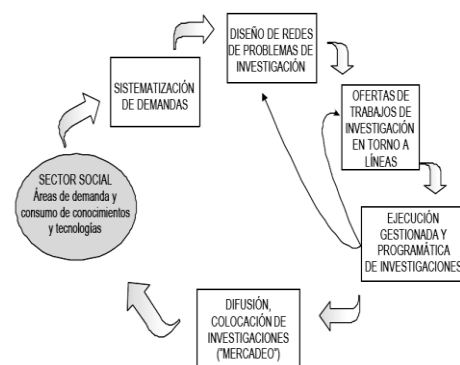 DISEÑO DE REDES
DE PROBLEMAS DE
INVESTIGACIÓN
SISTEMATIZACIÓN
DE DEMANDAS
OFERTAS DE
TRABAJOS DE
INVESTIGACIÓN
EN TORNO A
LÍNEAS
SECTOR SOCIAL
Áreas de demanda y
consumo de conocimientos
y tecnologías
EJECUCIÓN
GESTIONADA Y
PROGRAMÁTICA
DE INVESTIGACIONES
DIFUSIÓN,
COLOCACIÓN DE
INVESTIGACIONES
("MERCADEO")